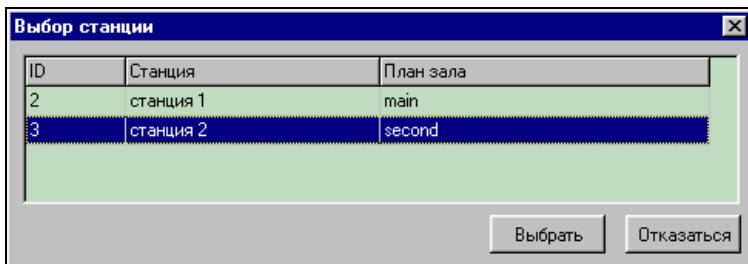 Выбор станции
ID Станция План зала
2 станция 1 main
3 станция 2 second
Выбрать Отказаться